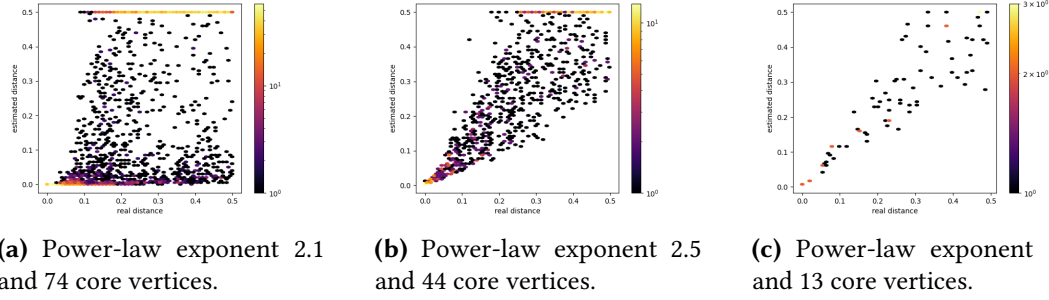 0.5
0.4
0.3
0.2
0.1
0.0
estimated distance
0.0 0.1 0.2 0.3 0.4 0.5
real distance
10¹
10⁰
0.5
0.4
0.3
0.2
0.1
0.0
estimated distance
0.0 0.1 0.2 0.3 0.4 0.5
real distance
10¹
10⁰
0.5
0.4
0.3
0.2
0.1
0.0
estimated distance
0.0 0.1 0.2 0.3 0.4 0.5
real distance
3 × 10⁰
2 × 10⁰
10⁰
(a) Power-law exponent 2.1
and 74 core vertices.
(b) Power-law exponent 2.5
and 44 core vertices.
(c) Power-law exponent
and 13 core vertices.